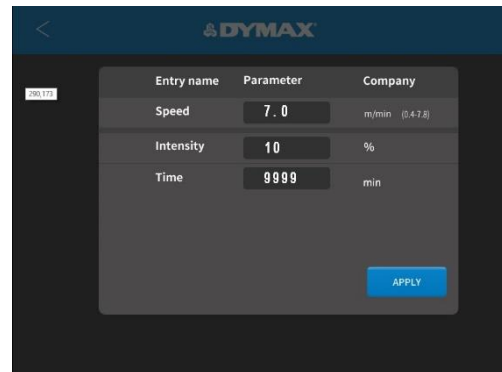 <
DYMAX
290,173
Entry name Parameter Company
Speed 7.0 m/min (0.4-7.8)
Intensity 10 %
Time 9999 min
APPLY